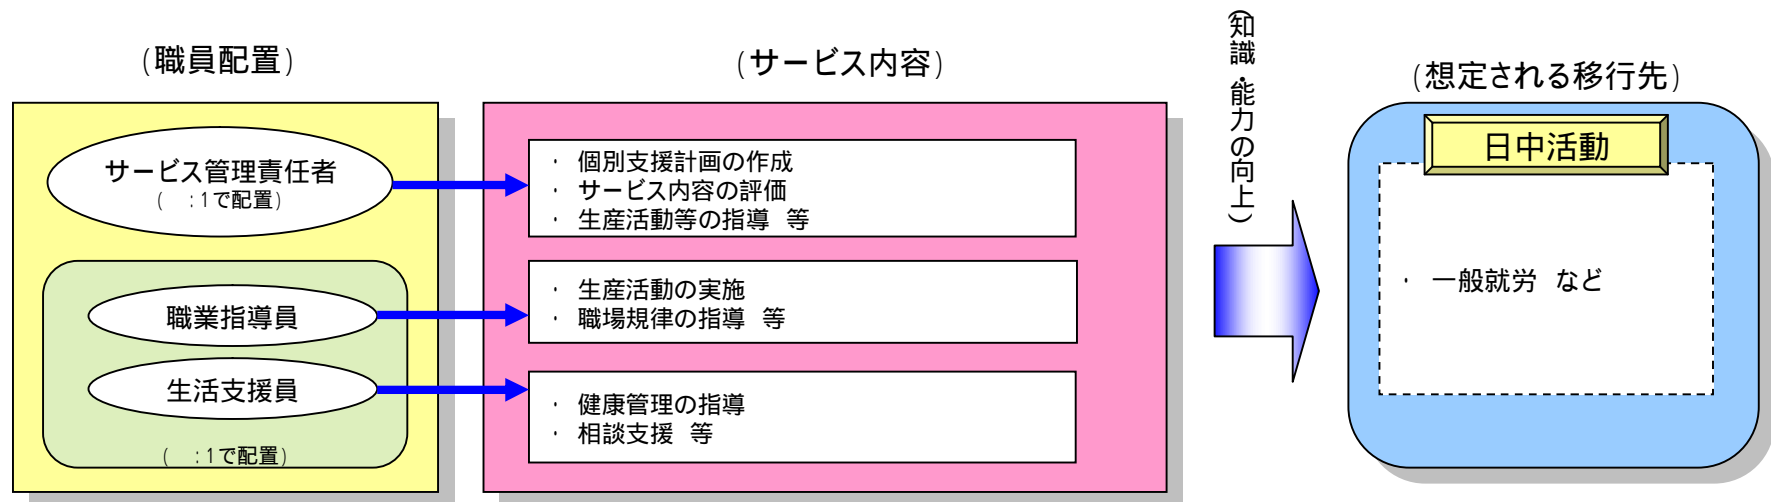 (職員配置)
サービス管理責任者
( :1で配置)
職業指導員
生活支援員
( :1で配置)
(サービス内容)
・ 個別支援計画の作成
・ サービス内容の評価
・ 生産活動等の指導 等
・ 生産活動の実施
・ 職場規律の指導 等
・ 健康管理の指導
・ 相談支援 等
(知識・能力の向上)
(想定される移行先)
日中活動
・ 一般就労 など